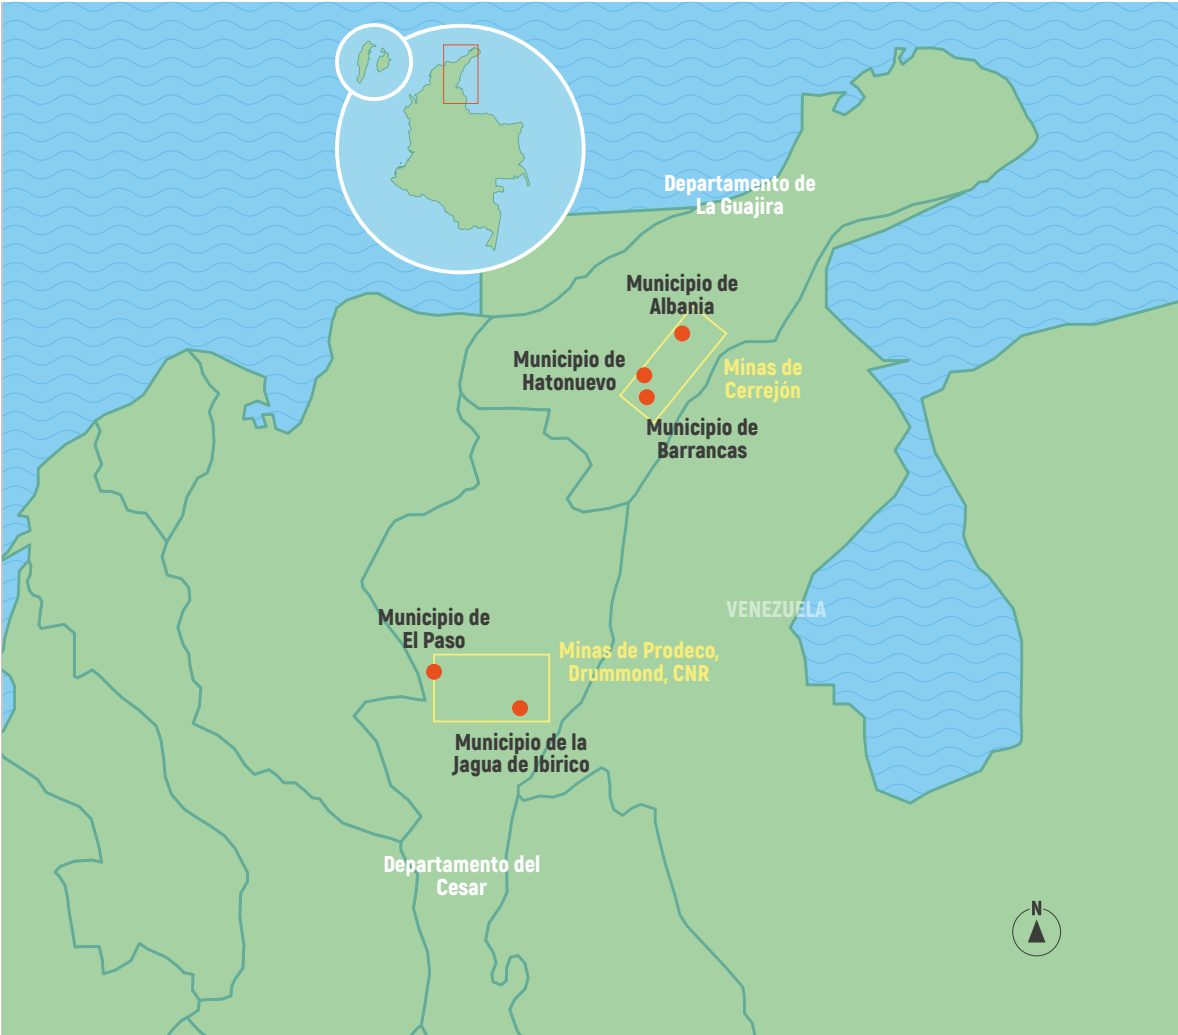 Departamento de
La Guajira
Municipio de
Albania
Municipio de
Hatonuevo
Minas de
Cerrejón
Municipio de
Barrancas
VENEZUELA
Municipio de
El Paso
Minas de Prodeco,
Drummond, CNR
Municipio de la
Jagua de Ibirico
Departamento del
Cesar
N